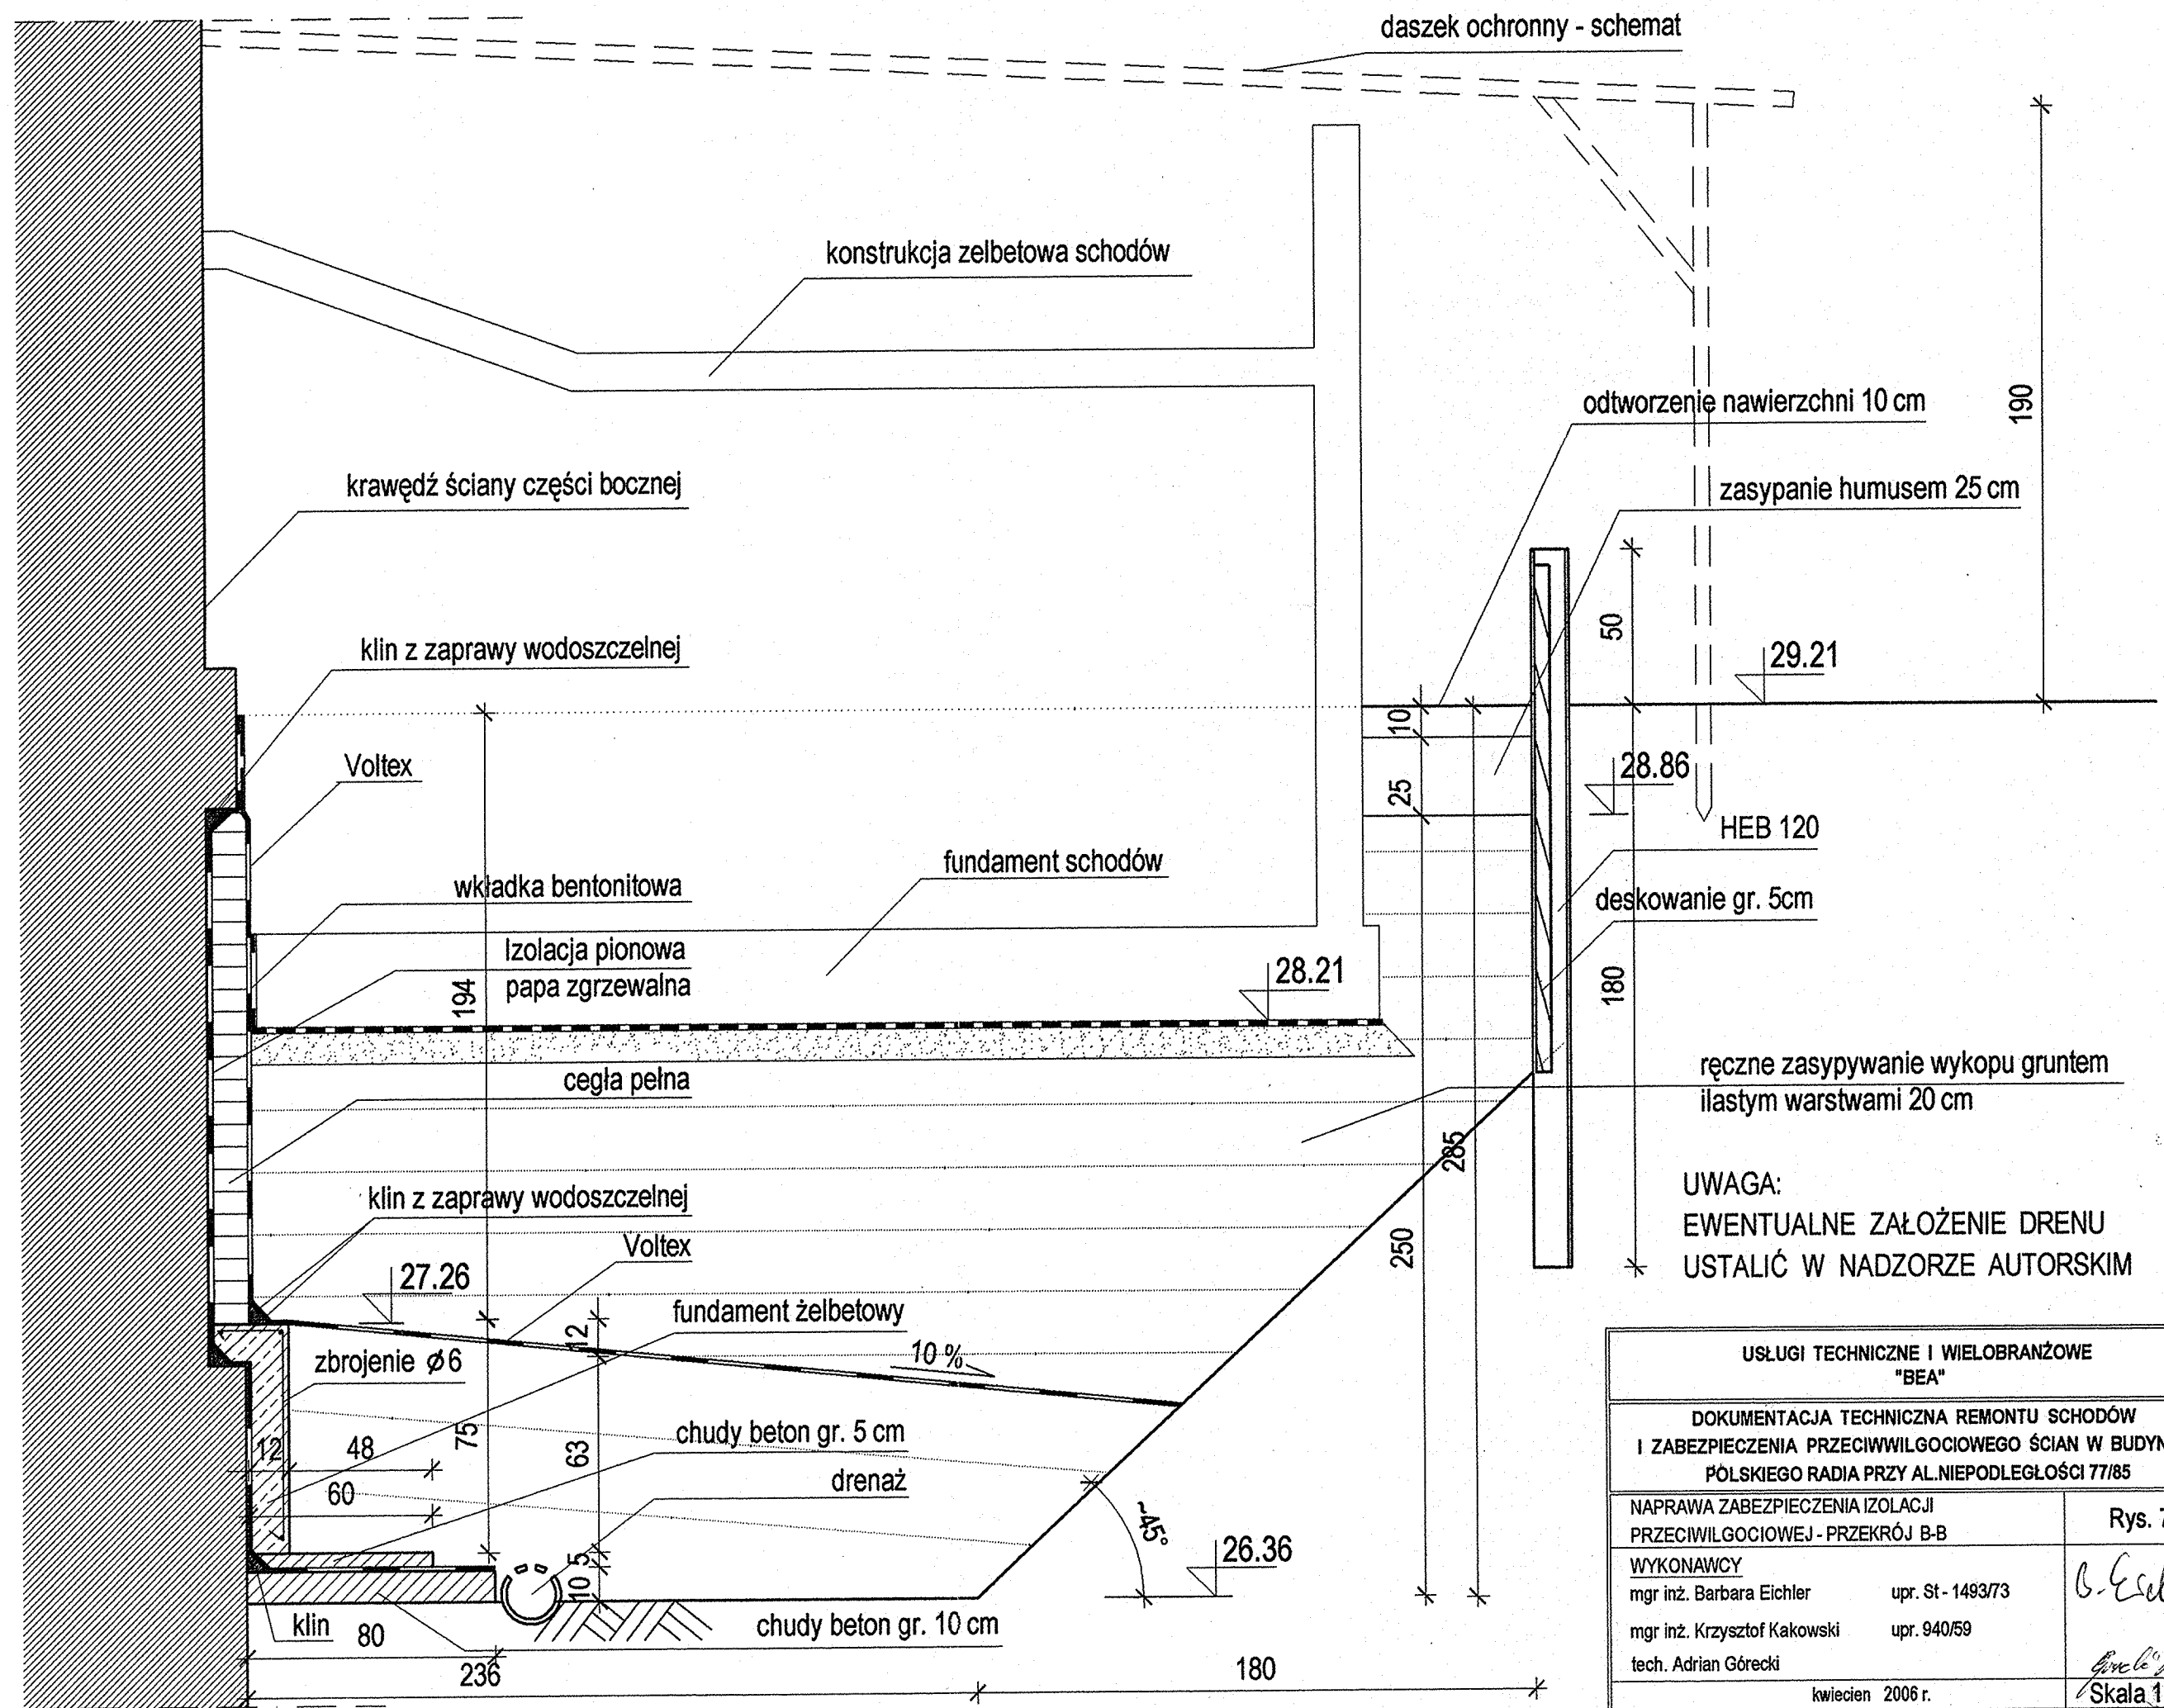 daszek ochronny - schemat
konstrukcja zelbetowa schodów
190
odtworzenie nawierzchni 10 cm
krawędź ściany części bocznej
zasypanie humusem 25 cm
50
klin z zaprawy wodoszczelnej
29.21
10
Voltex
28.86
25
HEB 120
fundament schodów
wkładka bentonitowa
deskowanie gr. 5cm
Izolacja pionowa
papa zgrzewalna
194
28.21
180
cegła pełna
ręczne zasypywanie wykopu gruntem
ilastym warstwami 20 cm
285
klin z zaprawy wodoszczelnej
UWAGA:
EWENTUALNE ZAŁOŻENIE DRENU
USTALIĆ W NADZORZE AUTORSKIM
Voltex
250
27.26
fundament żelbetowy
12
zbrojenie ϕ6
10 %
chudy beton gr. 5 cm
75
63
12
48
60
drenaż
~45°
26.36
5
10
klin
80
chudy beton gr. 10 cm
236
180
USŁUGI TECHNICZNE I WIELOBRANŻOWE
"BEA"
DOKUMENTACJA TECHNICZNA REMONTU SCHODÓW
I ZABEZPIECZENIA PRZECIWWILGOCIOWEGO ŚCIAN W BUDYN
POLSKIEGO RADIA PRZY AL.NIEPODLEGŁOŚCI 77/85
NAPRAWA ZABEZPIECZENIA IZOLACJI
PRZECIWILGOCIOWEJ - PRZEKRÓJ B-B
Rys. 7
WYKONAWCY
mgr inż. Barbara Eichler upr. St - 1493/73
mgr inż. Krzysztof Kakowski upr. 940/59
tech. Adrian Górecki
kwiecien 2006 r.
Skala 1